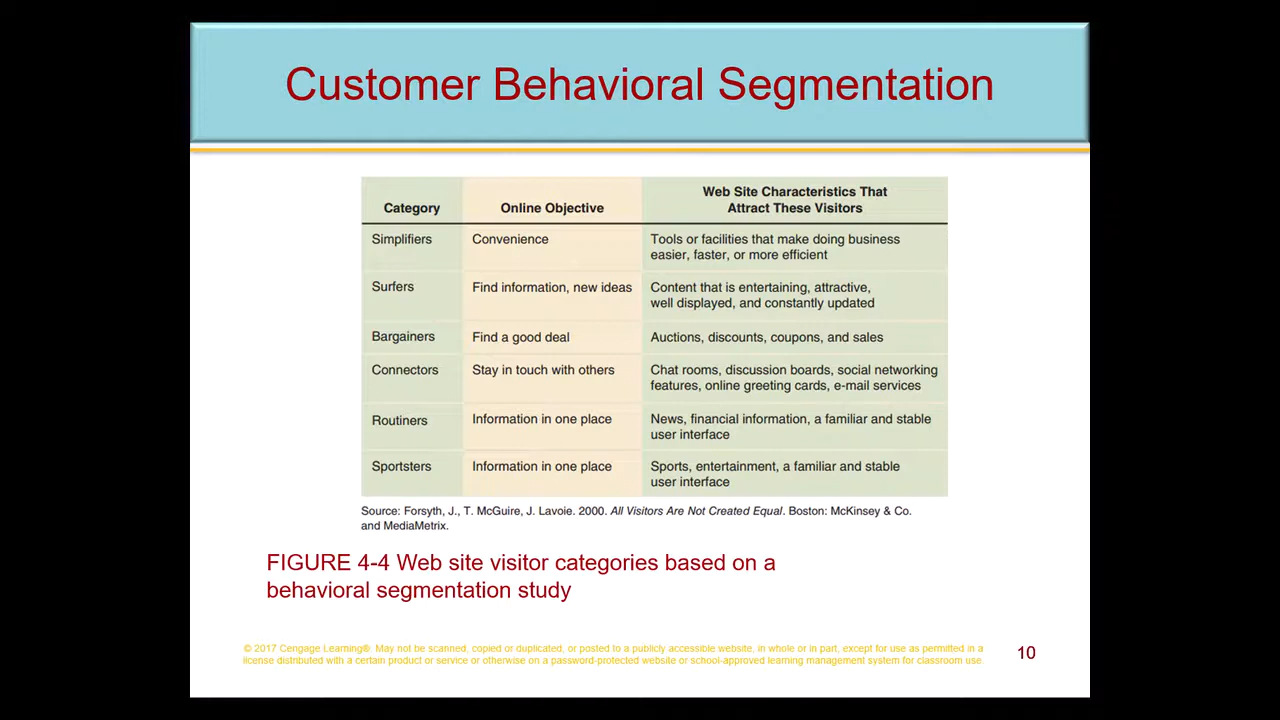 Customer Behavioral Segmentation
Web Site Characteristics That
Category Online Objective Attract These Visitors
Simplifiers Convenience Tools or facilities that make doing business
easier, faster, or more efficient
Surfers Find information, new ideas Content that is entertaining, attractive,
well displayed, and constantly updated
Bargainers Find a good deal Auctions, discounts, coupons, and sales
Connectors Stay in touch with others Chat rooms, discussion boards, social networking
features, online greeting cards, e-mail services
Routiners Information in one place News, financial information, a familiar and stable
user interface
Sportsters Information in one place Sports, entertainment, a familiar and stable
user interface
Source: Forsyth, J., T. McGuire, J. Lavoie. 2000. All Visitors Are Not Created Equal. Boston: McKinsey & Co.
and MediaMetrix.
FIGURE 4-4 Web site visitor categories based on a
behavioral segmentation study
© 2017 Cengage Learning®. May not be scanned, copied or duplicated, or posted to a publicly accessible website, in whole or in part, except for use as permitted in a
license distributed with a certain product or service or otherwise on a password-protected website or school-approved learning management system for classroom use.
10